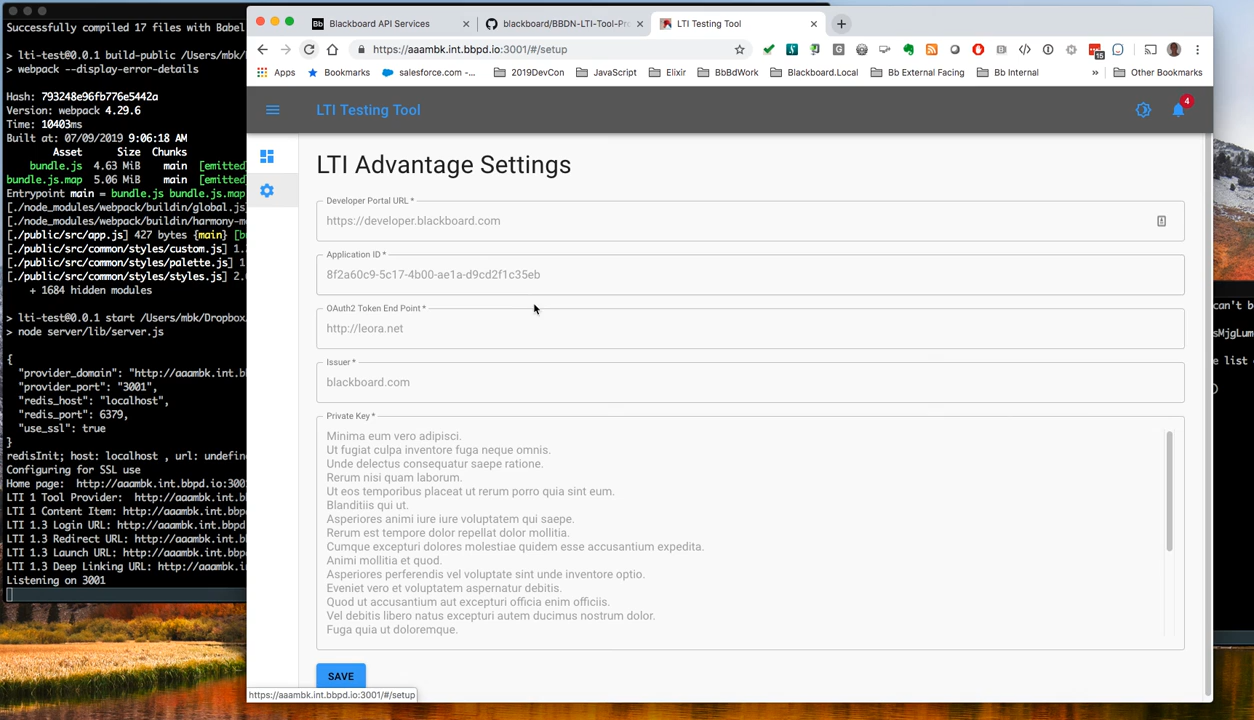 Successfully compiled 17 files with Babel
> lti-test@0.0.1 build-public /Users/mbk/
> webpack --display-error-details
Hash: 793248e96fb776e5442a
Version: webpack 4.29.6
Time: 10403ms
Built at: 07/09/2019 9:06:18 AM
Asset Size Chunks
bundle.js 4.63 MiB main [emitted
bundle.js.map 5.06 MiB main [emitted
Entrypoint main = bundle.js bundle.js.map
[./node_modules/webpack/buildin/global.js
[./node_modules/webpack/buildin/harmony-m
[./public/src/app.js] 427 bytes {main} [b
[./public/src/common/styles/custom.js] 1.
[./public/src/common/styles/palette.js] 1
[./public/src/common/styles/styles.js] 2.
+ 1684 hidden modules
> lti-test@0.0.1 start /Users/mbk/Dropbox
> node server/lib/server.js
{
"provider_domain": "http://aaambk.int.b
"provider_port": "3001",
"redis_host": "localhost",
"redis_port": 6379,
"use_ssl": true
}
redisInit; host: localhost , url: undefin
Configuring for SSL use
Home page: http://aaambk.int.bbpd.io:300
LTI 1 Tool Provider: http://aaambk.int.b
LTI 1 Content Item: http://aaambk.int.bb
LTI 1.3 Login URL: http://aaambk.int.bbpd
LTI 1.3 Redirect URL: http://aaambk.int.b
LTI 1.3 Launch URL: http://aaambk.int.bbp
LTI 1.3 Deep Linking URL: http://aaambk.i
Listening on 3001
Bb Blackboard API Services
blackboard/BBDN-LTI-Tool-Pro
LTI Testing Tool
https://aaambk.int.bbpd.io:3001/#/setup
15
Apps Bookmarks salesforce.com -... 2019DevCon JavaScript Elixir BbBdWork Blackboard.Local Bb External Facing Bb Internal » Other Bookmarks
LTI Testing Tool
4
LTI Advantage Settings
Developer Portal URL *
https://developer.blackboard.com
Application ID *
8f2a60c9-5c17-4b00-ae1a-d9cd2f1c35eb
OAuth2 Token End Point *
http://leora.net
Issuer *
blackboard.com
Private Key *
Minima eum vero adipisci.
Ut fugiat culpa inventore fuga neque omnis.
Unde delectus consequatur saepe ratione.
Rerum nisi quam laborum.
Ut eos temporibus placeat ut rerum porro quia sint eum.
Blanditiis qui ut.
Asperiores animi iure iure voluptatem qui saepe.
Rerum est tempore dolor repellat dolor mollitia.
Cumque excepturi dolores molestiae quidem esse accusantium expedita.
Animi mollitia et quod.
Asperiores perferendis vel voluptate sint unde inventore optio.
Eveniet vero et voluptatem aspernatur debitis.
Quod ut accusantium aut excepturi officia enim officiis.
Vel debitis libero natus excepturi autem ducimus nostrum dolor.
Fuga quia ut doloremque.
SAVE
https://aaambk.int.bbpd.io:3001/#/setup
can't b
sMjgLum
e list